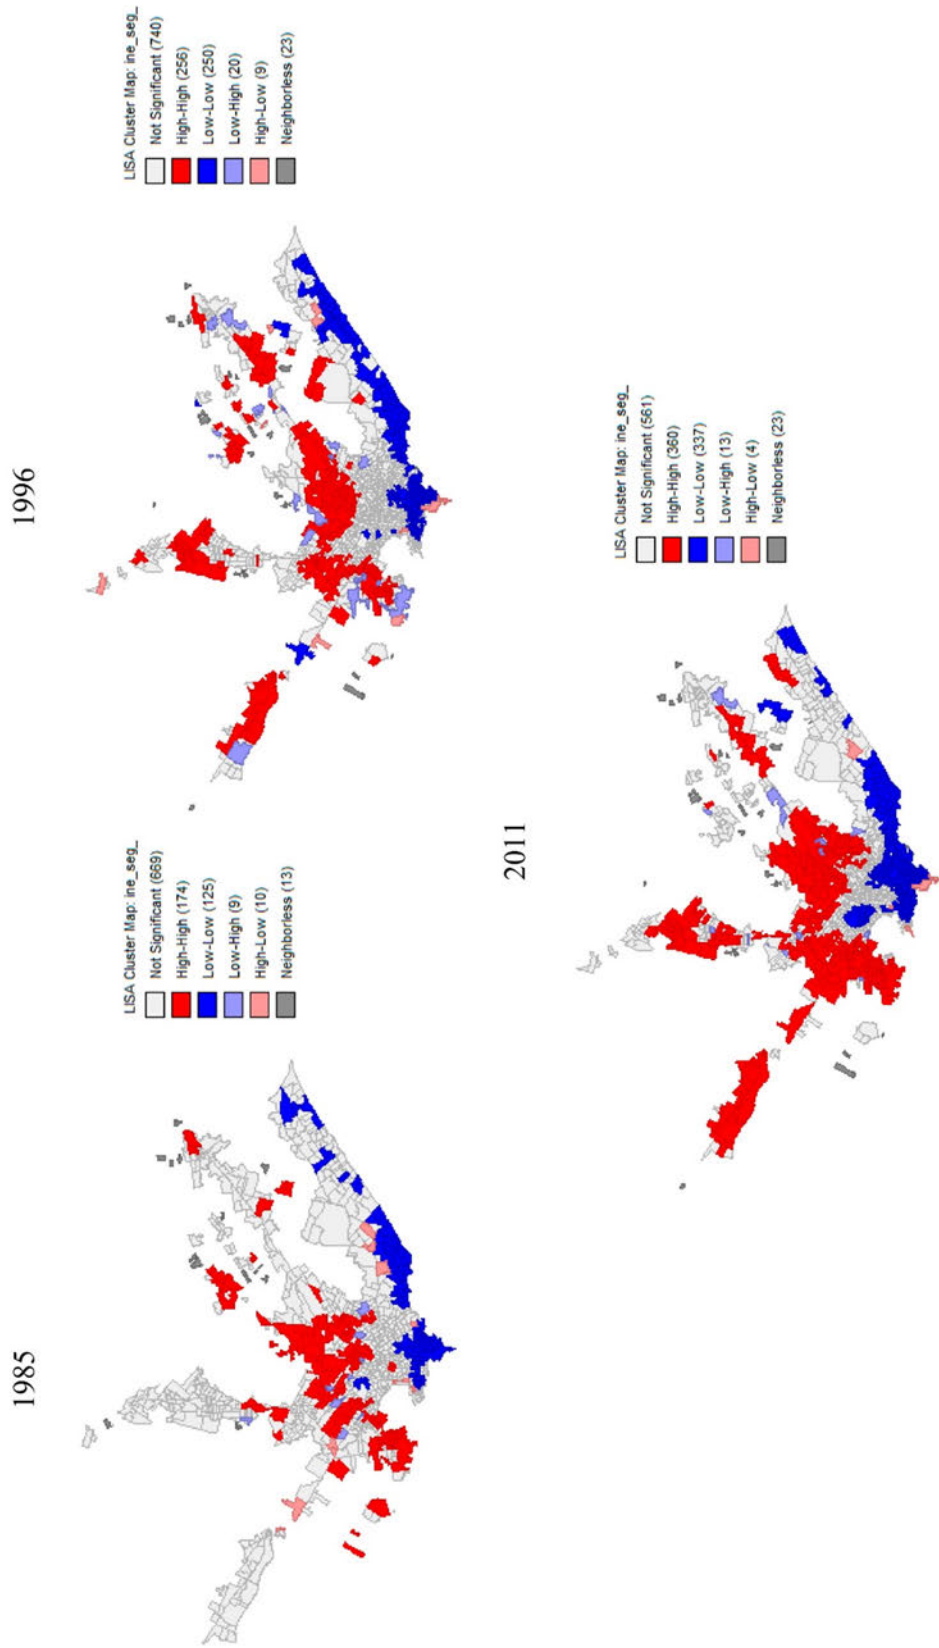 1985
LISA Cluster Map: ine_seg_
Not Significant (669)
High-High (174)
Low-Low (125)
Low-High (9)
High-Low (10)
Neighborless (13)
1996
LISA Cluster Map: ine_seg_
Not Significant (740)
High-High (256)
Low-Low (250)
Low-High (20)
High-Low (9)
Neighborless (23)
2011
LISA Cluster Map: ine_seg_
Not Significant (561)
High-High (360)
Low-Low (337)
Low-High (13)
High-Low (4)
Neighborless (23)